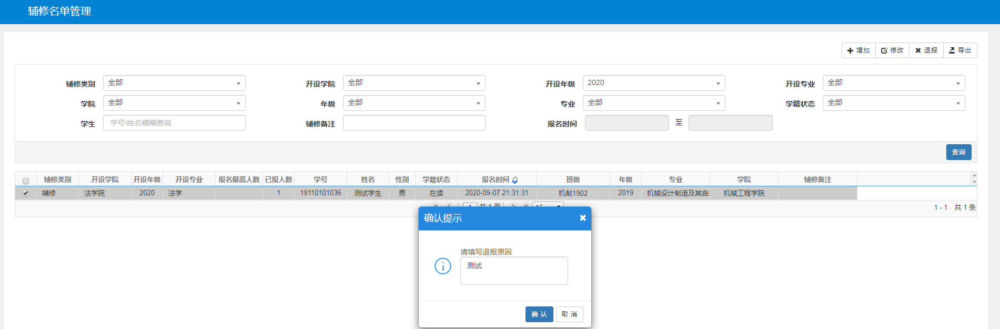 辅修名单管理
增加 修改 退报 导出
辅修类别 全部 开设学院 全部 开设年级 2020 开设专业 全部
学院 全部 年级 全部 专业 全部 学籍状态 全部
学生 学号\姓名模糊查询 辅修备注 报名时间 至
查询
辅修类别 开设学院 开设年级 开设专业 报名最高人数 已报人数 学号 姓名 性别 学籍状态 报名时间 班级 年级 专业 学院 辅修备注
辅修 法学院 2020 法学 1 18110101036 测试学生 男 在读 2020-09-07 21:31:31 机制1902 2019 机械设计制造及其自 机械工程学院
1 共 1 页 15 1 - 1 共 1 条
确认提示
请填写退报原因
测试
确 认 取 消